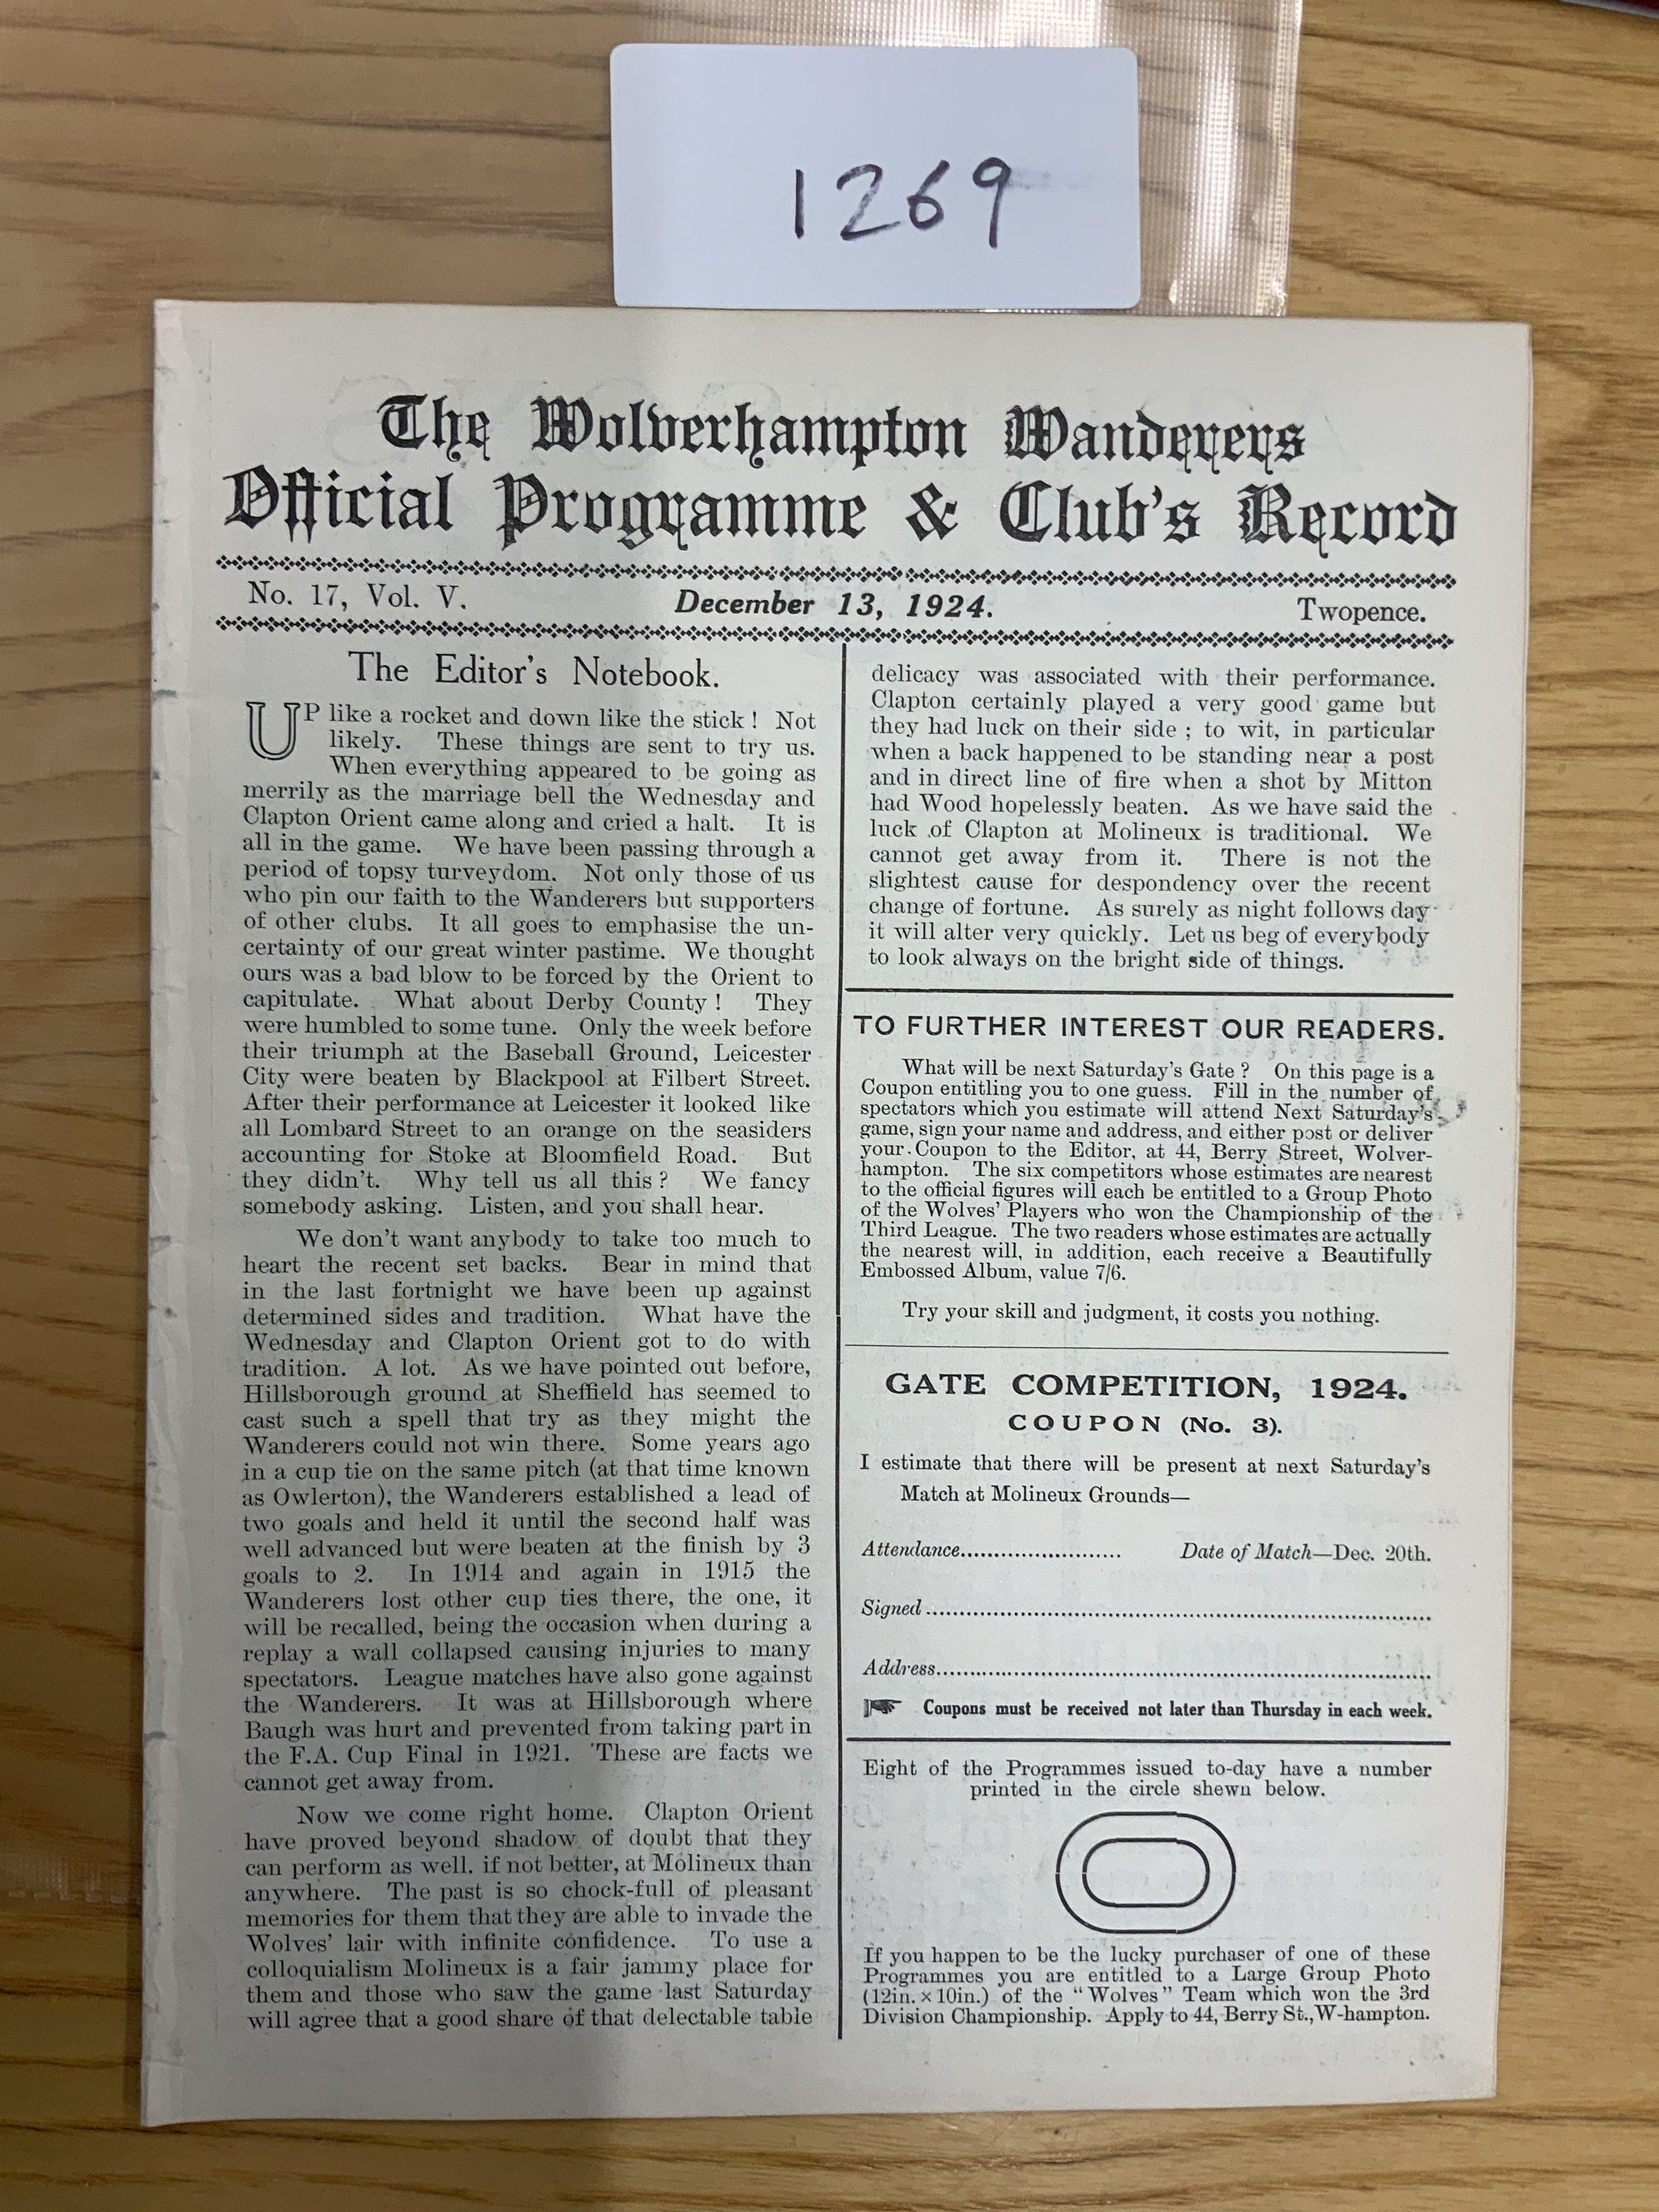 1269
The Wolverhampton Wanderers
Official Programme & Club's Record
No. 17, Vol. V.
December 13, 1924.
Twopence.
The Editor's Notebook.
UP like a rocket and down like the stick! Not
likely. These things are sent to try us.
When everything appeared to be going as
merrily as the marriage bell the Wednesday and
Clapton Orient came along and cried a halt. It is
all in the game. We have been passing through a
period of topsy turveydom. Not only those of us
who pin our faith to the Wanderers but supporters
of other clubs. It all goes to emphasise the un-
certainty of our great winter pastime. We thought
ours was a bad blow to be forced by the Orient to
capitulate. What about Derby County! They
were humbled to some tune. Only the week before
their triumph at the Baseball Ground, Leicester
City were beaten by Blackpool at Filbert Street.
After their performance at Leicester it looked like
all Lombard Street to an orange on the seasiders
accounting for Stoke at Bloomfield Road. But
they didn't. Why tell us all this? We fancy
somebody asking. Listen, and you shall hear.
We don't want anybody to take too much to
heart the recent set backs. Bear in mind that
in the last fortnight we have been up against
determined sides and tradition. What have the
Wednesday and Clapton Orient got to do with
tradition. A lot. As we have pointed out before,
Hillsborough ground at Sheffield has seemed to
cast such a spell that try as they might the
Wanderers could not win there. Some years ago
in a cup tie on the same pitch (at that time known
as Owlerton), the Wanderers established a lead of
two goals and held it until the second half was
well advanced but were beaten at the finish by 3
goals to 2. In 1914 and again in 1915 the
Wanderers lost other cup ties there, the one, it
will be recalled, being the occasion when during a
replay a wall collapsed causing injuries to many
spectators. League matches have also gone against
the Wanderers. It was at Hillsborough where
Baugh was hurt and prevented from taking part in
the F.A. Cup Final in 1921. These are facts we
cannot get away from.
Now we come right home. Clapton Orient
have proved beyond shadow of doubt that they
can perform as well. if not better, at Molineux than
anywhere. The past is so chock-full of pleasant
memories for them that they are able to invade the
Wolves' lair with infinite confidence. To use a
colloquialism Molineux is a fair jammy place for
them and those who saw the game last Saturday
will agree that a good share of that delectable table
delicacy was associated with their performance.
Clapton certainly played a very good game but
they had luck on their side; to wit, in particular
when a back happened to be standing near a post
and in direct line of fire when a shot by Mitton
had Wood hopelessly beaten. As we have said the
luck of Clapton at Molineux is traditional. We
cannot get away from it. There is not the
slightest cause for despondency over the recent
change of fortune. As surely as night follows day
it will alter very quickly. Let us beg of everybody
to look always on the bright side of things.
TO FURTHER INTEREST OUR READERS.
What will be next Saturday's Gate? On this page is a
Coupon entitling you to one guess. Fill in the number of
spectators which you estimate will attend Next Saturday's
game, sign your name and address, and either post or deliver
your Coupon to the Editor, at 44, Berry Street, Wolver-
hampton. The six competitors whose estimates are nearest
to the official figures will each be entitled to a Group Photo
of the Wolves' Players who won the Championship of the
Third League. The two readers whose estimates are actually
the nearest will, in addition, each receive a Beautifully
Embossed Album, value 7/6.
Try your skill and judgment, it costs you nothing.
GATE COMPETITION, 1924.
COUPON (No. 3).
I estimate that there will be present at next Saturday's
Match at Molineux Grounds—
Attendance........................ Date of Match—Dec. 20th.
Signed ...........................................................................
Address..........................................................................
☞ Coupons must be received not later than Thursday in each week.
Eight of the Programmes issued to-day have a number
printed in the circle shewn below.
If you happen to be the lucky purchaser of one of these
Programmes you are entitled to a Large Group Photo
(12in. × 10in.) of the "Wolves" Team which won the 3rd
Division Championship. Apply to 44, Berry St., W-hampton.